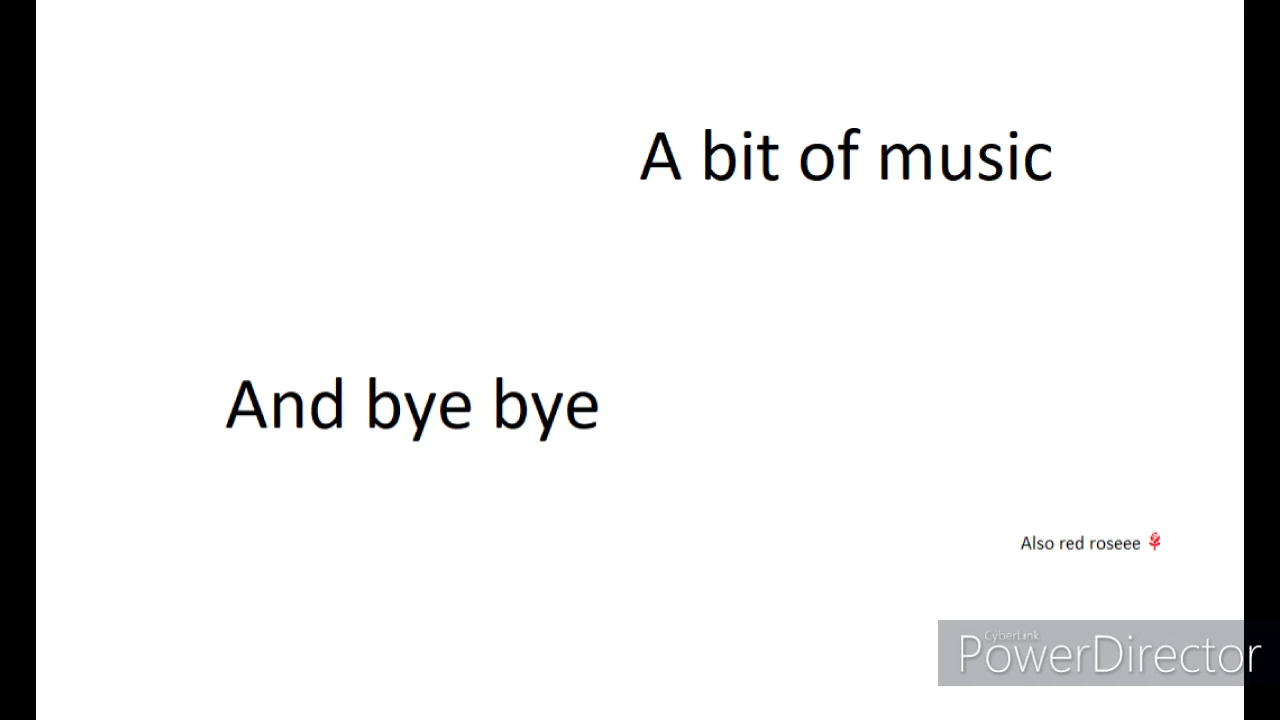 A bit of music
And bye bye
Also red roseee 🌹
CyberLink
PowerDirector